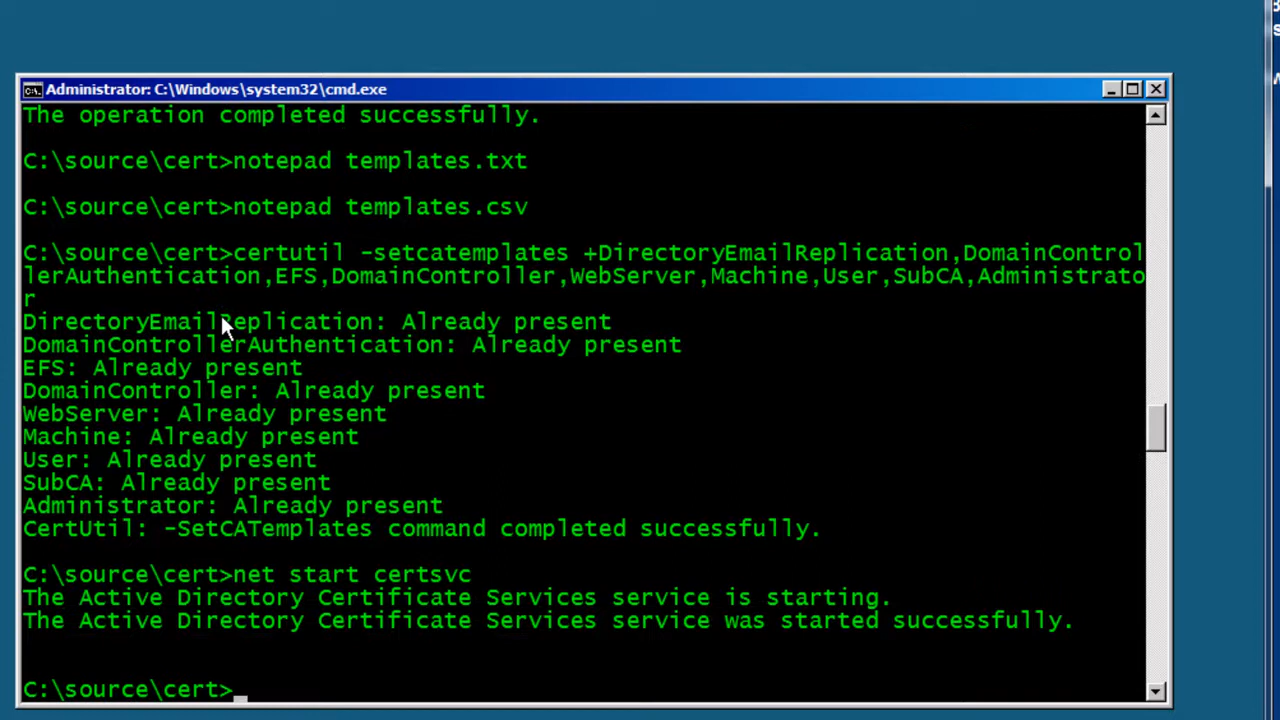 Administrator: C:\Windows\system32\cmd.exe
The operation completed successfully.
C:\source\cert>notepad templates.txt
C:\source\cert>notepad templates.csv
C:\source\cert>certutil -setcatemplates +DirectoryEmailReplication,DomainControl
lerAuthentication,EFS,DomainController,WebServer,Machine,User,SubCA,Administrato
r
DirectoryEmailReplication: Already present
DomainControllerAuthentication: Already present
EFS: Already present
DomainController: Already present
WebServer: Already present
Machine: Already present
User: Already present
SubCA: Already present
Administrator: Already present
CertUtil: -SetCATemplates command completed successfully.
C:\source\cert>net start certsvc
The Active Directory Certificate Services service is starting.
The Active Directory Certificate Services service was started successfully.
C:\source\cert>